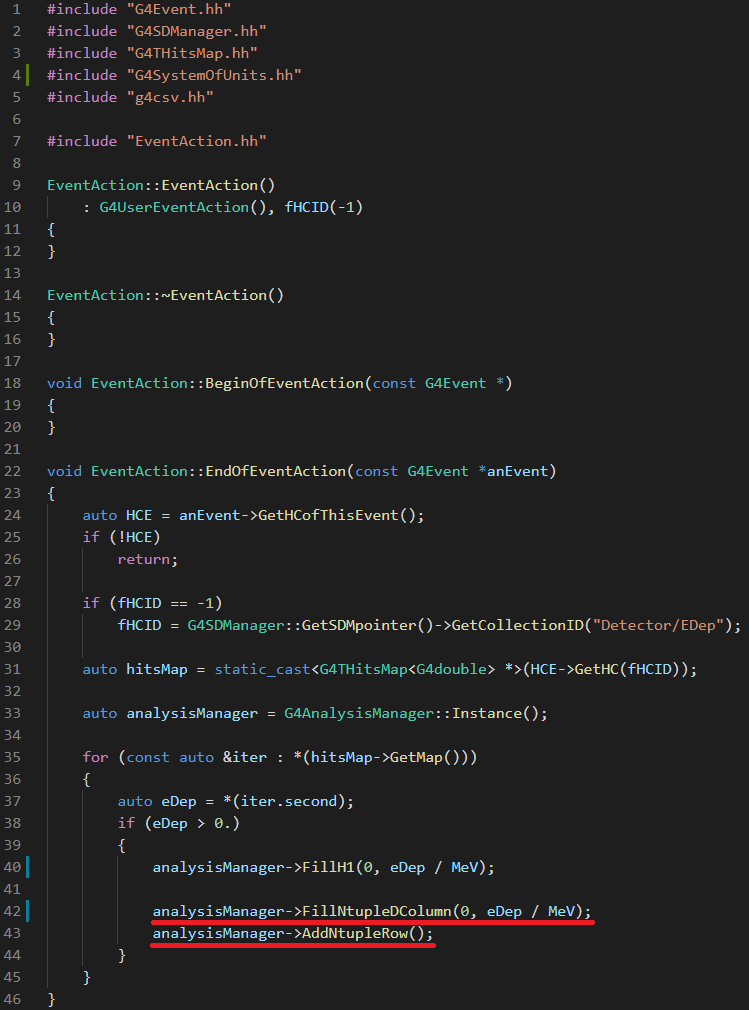 1 #include "G4Event.hh"
2 #include "G4SDManager.hh"
3 #include "G4THitsMap.hh"
4 #include "G4SystemOfUnits.hh"
5 #include "g4csv.hh"
6
7 #include "EventAction.hh"
8
9 EventAction::EventAction()
10     : G4UserEventAction(), fHCID(-1)
11 {
12 }
13
14 EventAction::~EventAction()
15 {
16 }
17
18 void EventAction::BeginOfEventAction(const G4Event *)
19 {
20 }
21
22 void EventAction::EndOfEventAction(const G4Event *anEvent)
23 {
24     auto HCE = anEvent->GetHCofThisEvent();
25     if (!HCE)
26         return;
27
28     if (fHCID == -1)
29         fHCID = G4SDManager::GetSDMpointer()->GetCollectionID("Detector/EDep");
30
31     auto hitsMap = static_cast<G4THitsMap<G4double> *>(HCE->GetHC(fHCID));
32
33     auto analysisManager = G4AnalysisManager::Instance();
34
35     for (const auto &iter : *(hitsMap->GetMap()))
36     {
37         auto eDep = *(iter.second);
38         if (eDep > 0.)
39         {
40             analysisManager->FillH1(0, eDep / MeV);
41
42             analysisManager->FillNtupleDColumn(0, eDep / MeV);
43             analysisManager->AddNtupleRow();
44         }
45     }
46 }